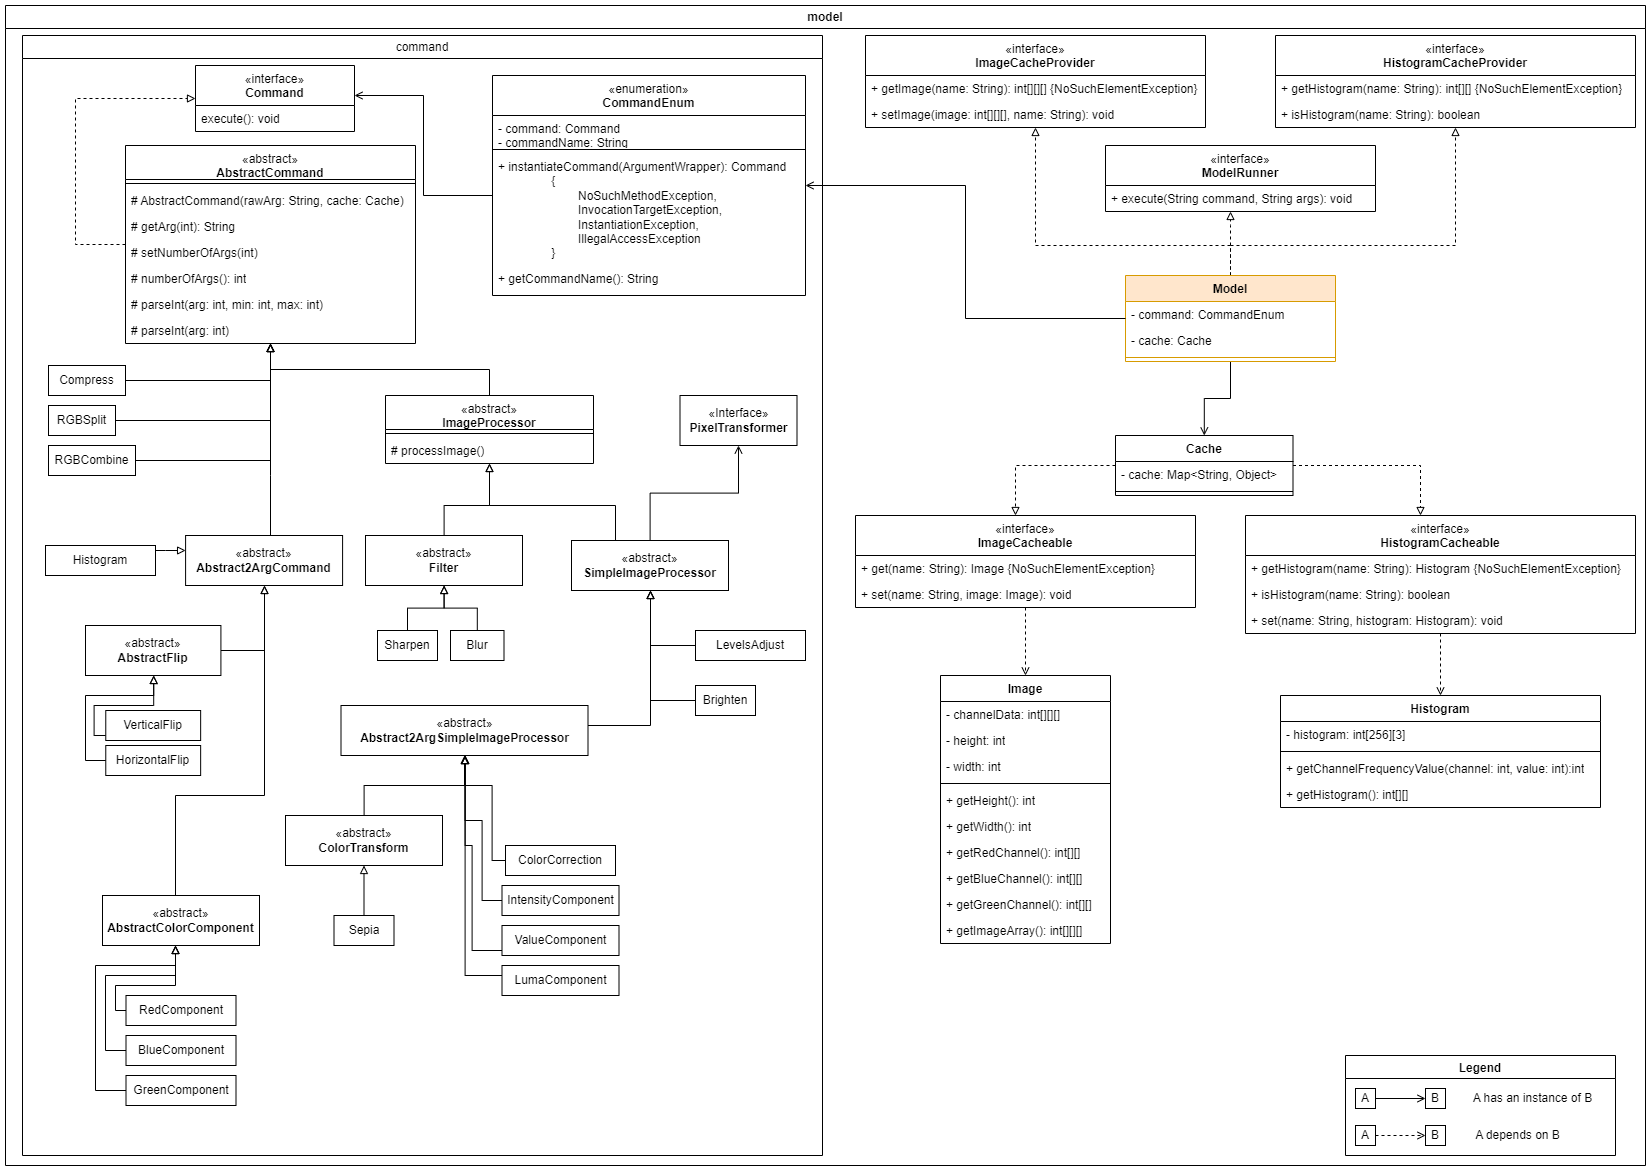 model
command
«interface»
Command
execute(): void
«abstract»
AbstractCommand
# AbstractCommand(rawArg: String, cache: Cache)
# getArg(int): String
# setNumberOfArgs(int)
# numberOfArgs(): int
# parseInt(arg: int, min: int, max: int)
# parseInt(arg: int)
«enumeration»
CommandEnum
- command: Command
- commandName: String
+ instantiateCommand(ArgumentWrapper): Command
{
NoSuchMethodException,
InvocationTargetException,
InstantiationException,
IllegalAccessException
}
+ getCommandName(): String
Compress
RGBSplit
RGBCombine
«abstract»
ImageProcessor
# processImage()
«Interface»
PixelTransformer
Histogram
«abstract»
Abstract2ArgCommand
«abstract»
Filter
«abstract»
SimpleImageProcessor
Sharpen
Blur
LevelsAdjust
Brighten
«abstract»
AbstractFlip
VerticalFlip
HorizontalFlip
«abstract»
Abstract2ArgSimpleImageProcessor
«abstract»
ColorTransform
Sepia
ColorCorrection
IntensityComponent
ValueComponent
LumaComponent
«abstract»
AbstractColorComponent
RedComponent
BlueComponent
GreenComponent
«interface»
ImageCacheProvider
+ getImage(name: String): int[][][] {NoSuchElementException}
+ setImage(image: int[][][], name: String): void
«interface»
HistogramCacheProvider
+ getHistogram(name: String): int[][] {NoSuchElementException}
+ isHistogram(name: String): boolean
«interface»
ModelRunner
+ execute(String command, String args): void
Model
- command: CommandEnum
- cache: Cache
Cache
- cache: Map<String, Object>
«interface»
ImageCacheable
+ get(name: String): Image {NoSuchElementException}
+ set(name: String, image: Image): void
«interface»
HistogramCacheable
+ getHistogram(name: String): Histogram {NoSuchElementException}
+ isHistogram(name: String): boolean
+ set(name: String, histogram: Histogram): void
Image
- channelData: int[][][]
- height: int
- width: int
+ getHeight(): int
+ getWidth(): int
+ getRedChannel(): int[][]
+ getBlueChannel(): int[][]
+ getGreenChannel(): int[][]
+ getImageArray(): int[][][]
Histogram
- histogram: int[256][3]
+ getChannelFrequencyValue(channel: int, value: int):int
+ getHistogram(): int[][]
Legend
A B A has an instance of B
A B A depends on B